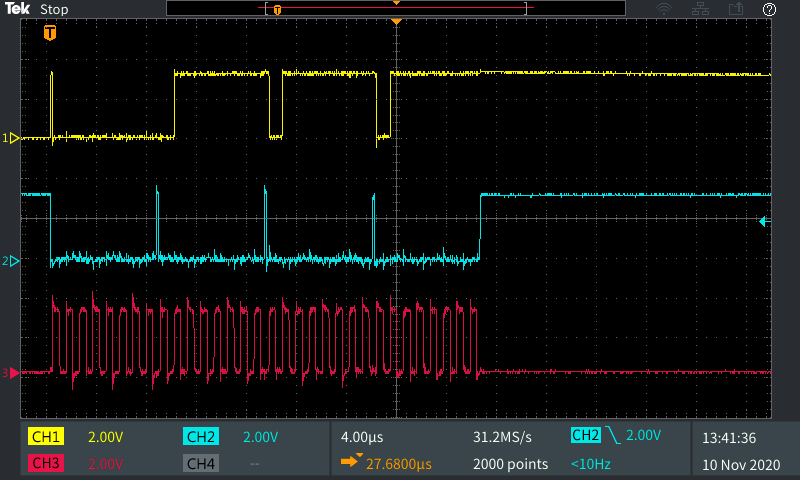 Tek Stop
T
T
?
1
2
3
CH1 2.00V CH2 2.00V 4.00µs 31.2MS/s CH2 2.00V 13:41:36
CH3 2.00V CH4 -- 27.6800µs 2000 points <10Hz 10 Nov 2020